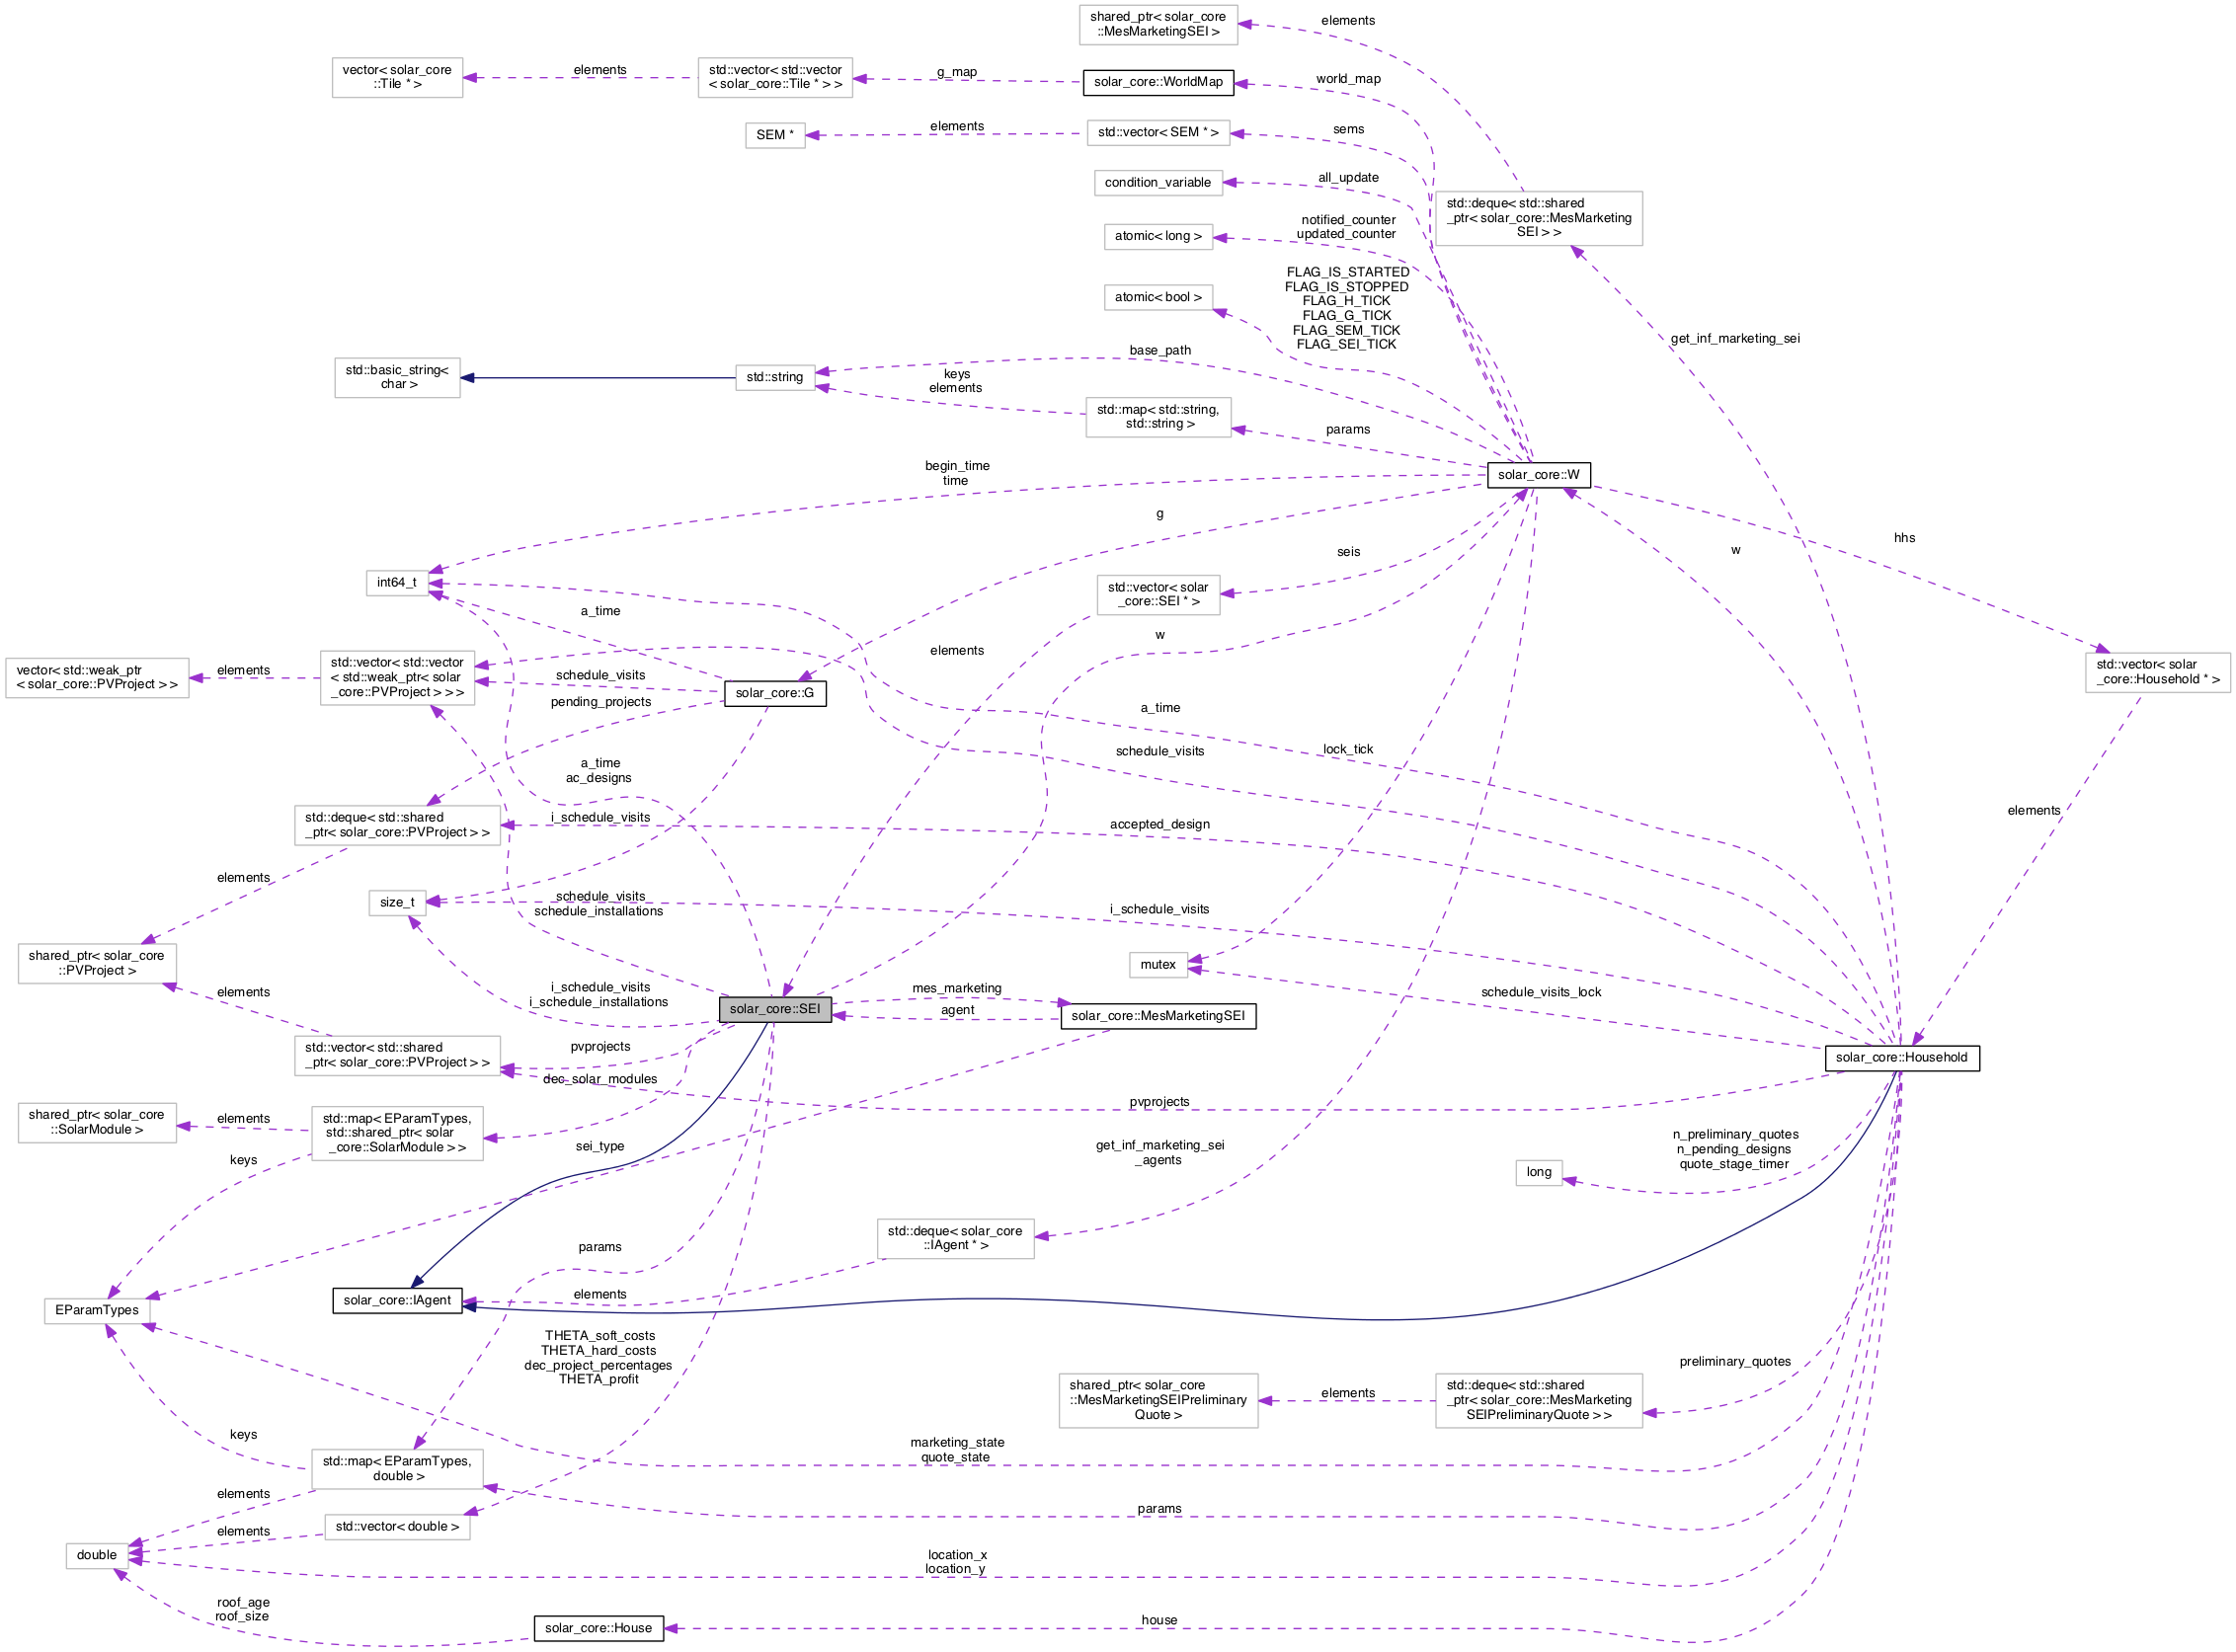 shared_ptr< solar_core
::MesMarketingSEI >
elements
vector< solar_core
::Tile * >
elements
std::vector< std::vector
< solar_core::Tile * > >
g_map
solar_core::WorldMap
world_map
SEM *
elements
std::vector< SEM * >
sems
condition_variable
all_update
std::deque< std::shared
_ptr< solar_core::MesMarketing
SEI > >
atomic< long >
notified_counter
updated_counter
atomic< bool >
FLAG_IS_STARTED
FLAG_IS_STOPPED
FLAG_H_TICK
FLAG_G_TICK
FLAG_SEM_TICK
FLAG_SEI_TICK
get_inf_marketing_sei
std::basic_string<
char >
std::string
base_path
keys
elements
std::map< std::string,
std::string >
params
solar_core::W
begin_time
time
g
hhs
w
int64_t
a_time
seis
std::vector< solar
_core::SEI * >
elements
w
vector< std::weak_ptr
< solar_core::PVProject > >
elements
std::vector< std::vector
< std::weak_ptr< solar
_core::PVProject > > >
schedule_visits
pending_projects
solar_core::G
std::vector< solar
_core::Household * >
a_time
schedule_visits
lock_tick
a_time
ac_designs
std::deque< std::shared
_ptr< solar_core::PVProject > >
i_schedule_visits
accepted_design
elements
elements
size_t
schedule_visits
schedule_installations
i_schedule_visits
shared_ptr< solar_core
::PVProject >
mutex
elements
i_schedule_visits
i_schedule_installations
solar_core::SEI
mes_marketing
agent
solar_core::MesMarketingSEI
schedule_visits_lock
std::vector< std::shared
_ptr< solar_core::PVProject > >
pvprojects
solar_core::Household
dec_solar_modules
pvprojects
shared_ptr< solar_core
::SolarModule >
elements
std::map< EParamTypes,
std::shared_ptr< solar
_core::SolarModule > >
keys
sei_type
get_inf_marketing_sei
_agents
n_preliminary_quotes
n_pending_designs
quote_stage_timer
long
std::deque< solar_core
::IAgent * >
params
EParamTypes
solar_core::IAgent
elements
THETA_soft_costs
THETA_hard_costs
dec_project_percentages
THETA_profit
preliminary_quotes
shared_ptr< solar_core
::MesMarketingSEIPreliminary
Quote >
elements
std::deque< std::shared
_ptr< solar_core::MesMarketing
SEIPreliminaryQuote > >
keys
std::map< EParamTypes,
double >
marketing_state
quote_state
elements
params
elements
std::vector< double >
double
location_x
location_y
roof_age
roof_size
solar_core::House
house